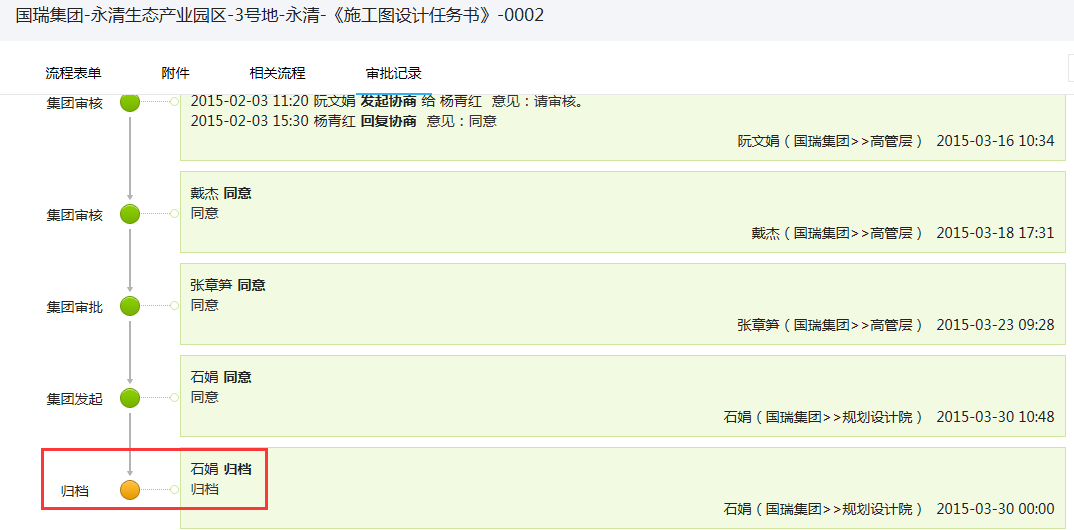 国瑞集团-永清生态产业园区-3号地-永清-《施工图设计任务书》-0002
流程表单 附件 相关流程 审批记录
集团审核 2015-02-03 11:20 阮文娟 发起协商 给 杨青红 意见：请审核。
2015-02-03 15:30 杨青红 回复协商 意见：同意
阮文娟（国瑞集团>>高管层） 2015-03-16 10:34
戴杰 同意
集团审核 同意
戴杰（国瑞集团>>高管层） 2015-03-18 17:31
张章笋 同意
集团审批 同意
张章笋（国瑞集团>>高管层） 2015-03-23 09:28
石娟 同意
集团发起 同意
石娟（国瑞集团>>规划设计院） 2015-03-30 10:48
石娟 归档
归档 归档
石娟（国瑞集团>>规划设计院） 2015-03-30 00:00